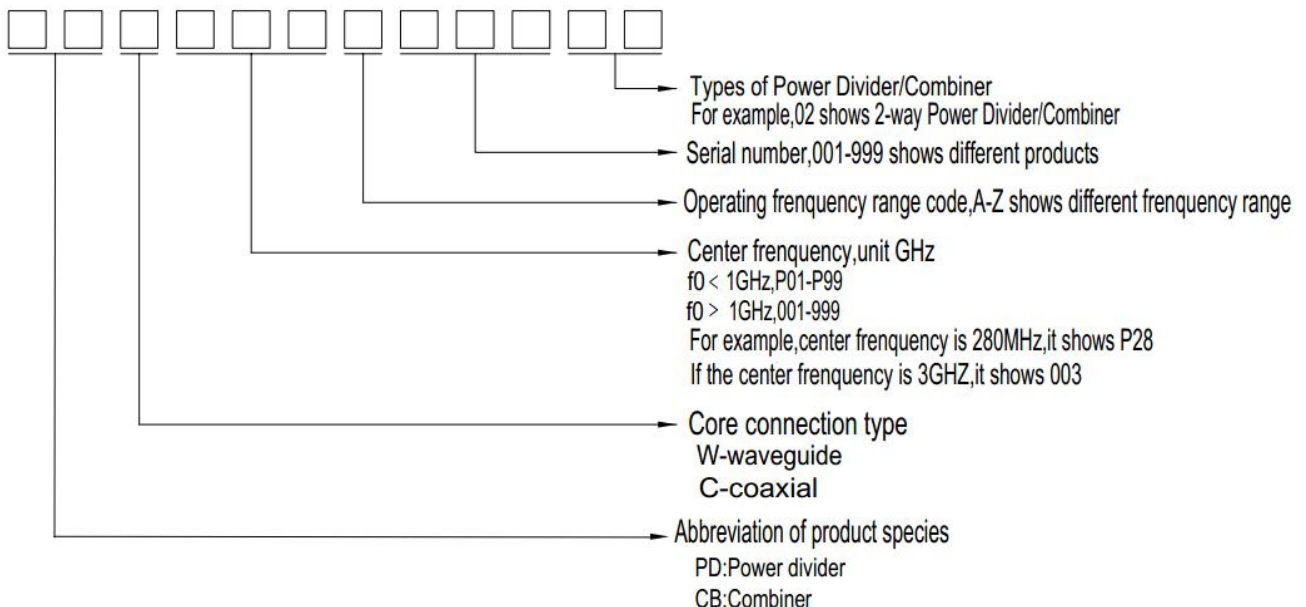 Types of Power Divider/Combiner
For example,02 shows 2-way Power Divider/Combiner
Serial number,001-999 shows different products
Operating frenquency range code,A-Z shows different frenquency range
Center frenquency,unit GHz
f0＜1GHz,P01-P99
f0＞ 1GHz,001-999
For example,center frenquency is 280MHz,it shows P28
If the center frenquency is 3GHZ,it shows 003
Core connection type
W-waveguide
C-coaxial
Abbreviation of product species
PD:Power divider
CB:Combiner